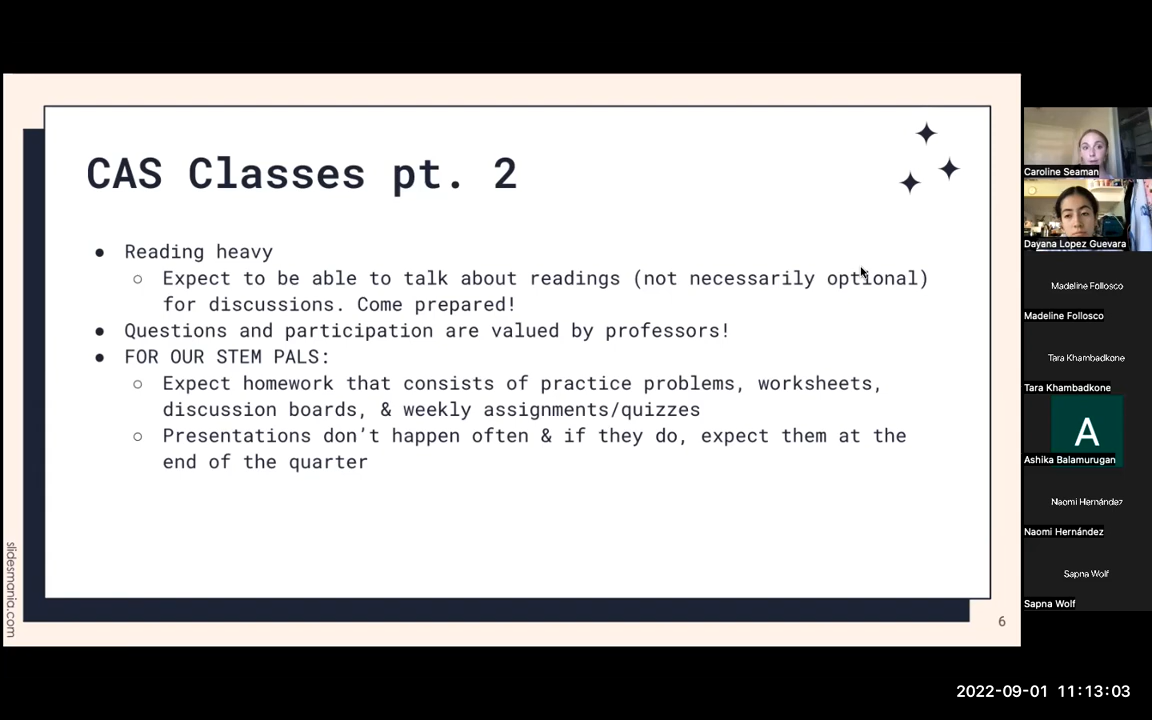 CAS Classes pt. 2
● Reading heavy
○ Expect to be able to talk about readings (not necessarily optional)
for discussions. Come prepared!
● Questions and participation are valued by professors!
● FOR OUR STEM PALS:
○ Expect homework that consists of practice problems, worksheets,
discussion boards, & weekly assignments/quizzes
○ Presentations don’t happen often & if they do, expect them at the
end of the quarter
slidesmania.com
6
Caroline Seaman
Dayana Lopez Guevara
Madeline Follosco
Madeline Follosco
Tara Khambadkone
Tara Khambadkone
A
Ashika Balamurugan
Naomi Hernández
Naomi Hernández
Sapna Wolf
Sapna Wolf
2022-09-01 11:13:03